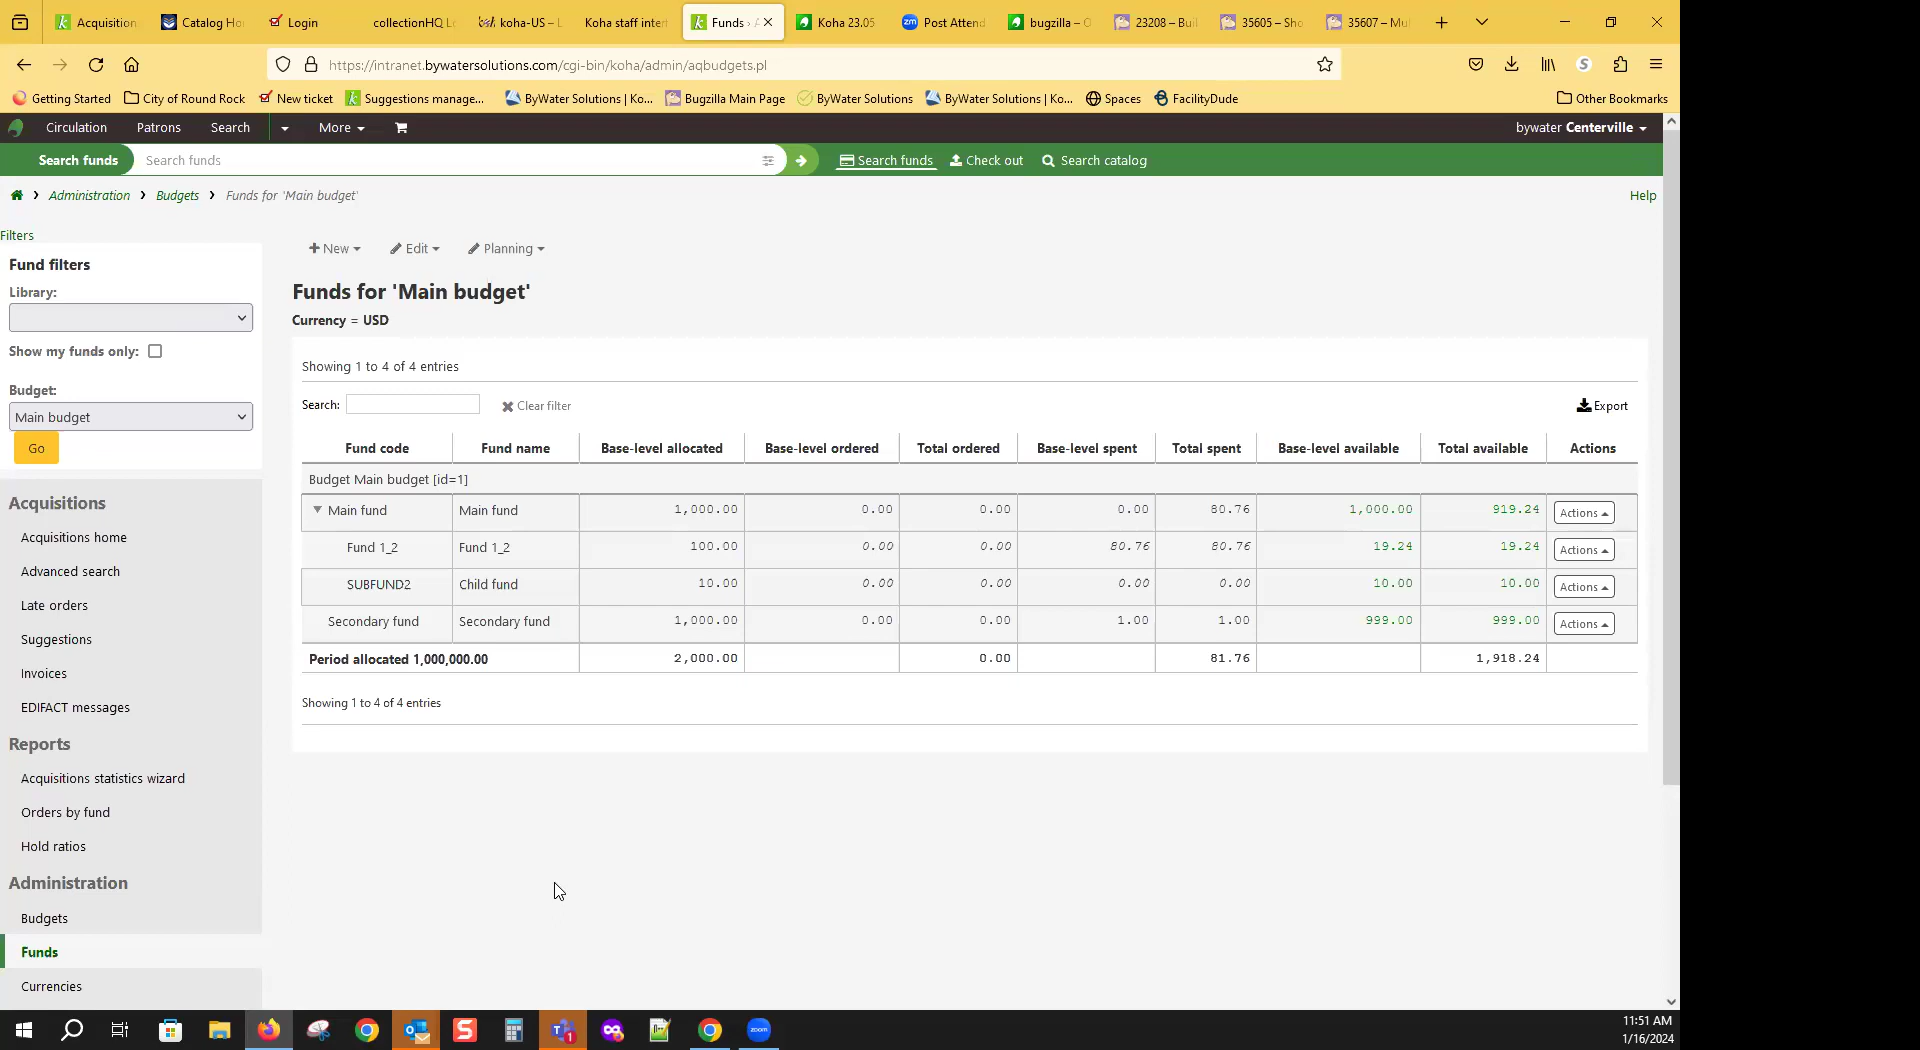 Acquisition
Catalog Ho
Login
collectionHQ L
koha-US – L
Koha staff inter
Funds › A
Koha 23.05
Post Attend
bugzilla – O
23208 – Bui
35605 – Sho
35607 – Mul
https://intranet.bywatersolutions.com/cgi-bin/koha/admin/aqbudgets.pl
Getting Started
City of Round Rock
New ticket
Suggestions manage...
ByWater Solutions | Ko...
Bugzilla Main Page
ByWater Solutions
ByWater Solutions | Ko...
Spaces
FacilityDude
Other Bookmarks
Circulation
Patrons
Search
More
bywater Centerville
Search funds
Search funds
Search funds
Check out
Search catalog
Administration
Budgets
Funds for 'Main budget'
Help
Filters
Fund filters
Library:
Show my funds only:
Budget:
Main budget
Go
Acquisitions
Acquisitions home
Advanced search
Late orders
Suggestions
Invoices
EDIFACT messages
Reports
Acquisitions statistics wizard
Orders by fund
Hold ratios
Administration
Budgets
Funds
Currencies
+ New
Edit
Planning
Funds for 'Main budget'
Currency = USD
Showing 1 to 4 of 4 entries
Search:
Clear filter
Export
Fund code Fund name Base-level allocated Base-level ordered Total ordered Base-level spent Total spent Base-level available Total available Actions
Budget Main budget [id=1]
Main fund Main fund 1,000.00 0.00 0.00 0.00 80.76 1,000.00 919.24 Actions
Fund 1_2 Fund 1_2 100.00 0.00 0.00 80.76 80.76 19.24 19.24 Actions
SUBFUND2 Child fund 10.00 0.00 0.00 0.00 0.00 10.00 10.00 Actions
Secondary fund Secondary fund 1,000.00 0.00 0.00 1.00 1.00 999.00 999.00 Actions
Period allocated 1,000,000.00 2,000.00 0.00 81.76 1,918.24
Showing 1 to 4 of 4 entries
11:51 AM
1/16/2024